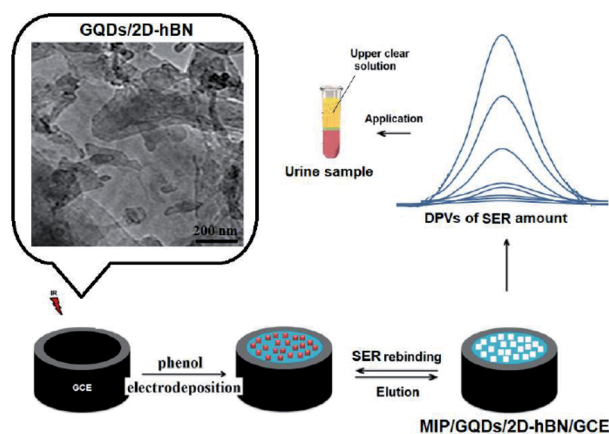 GQDs/2D-hBN
200 nm
Upper clear
solution
Application
Urine sample
DPVs of SER amount
IR
GCE
phenol
electrodeposition
SER rebinding
Elution
MIP/GQDs/2D-hBN/GCE